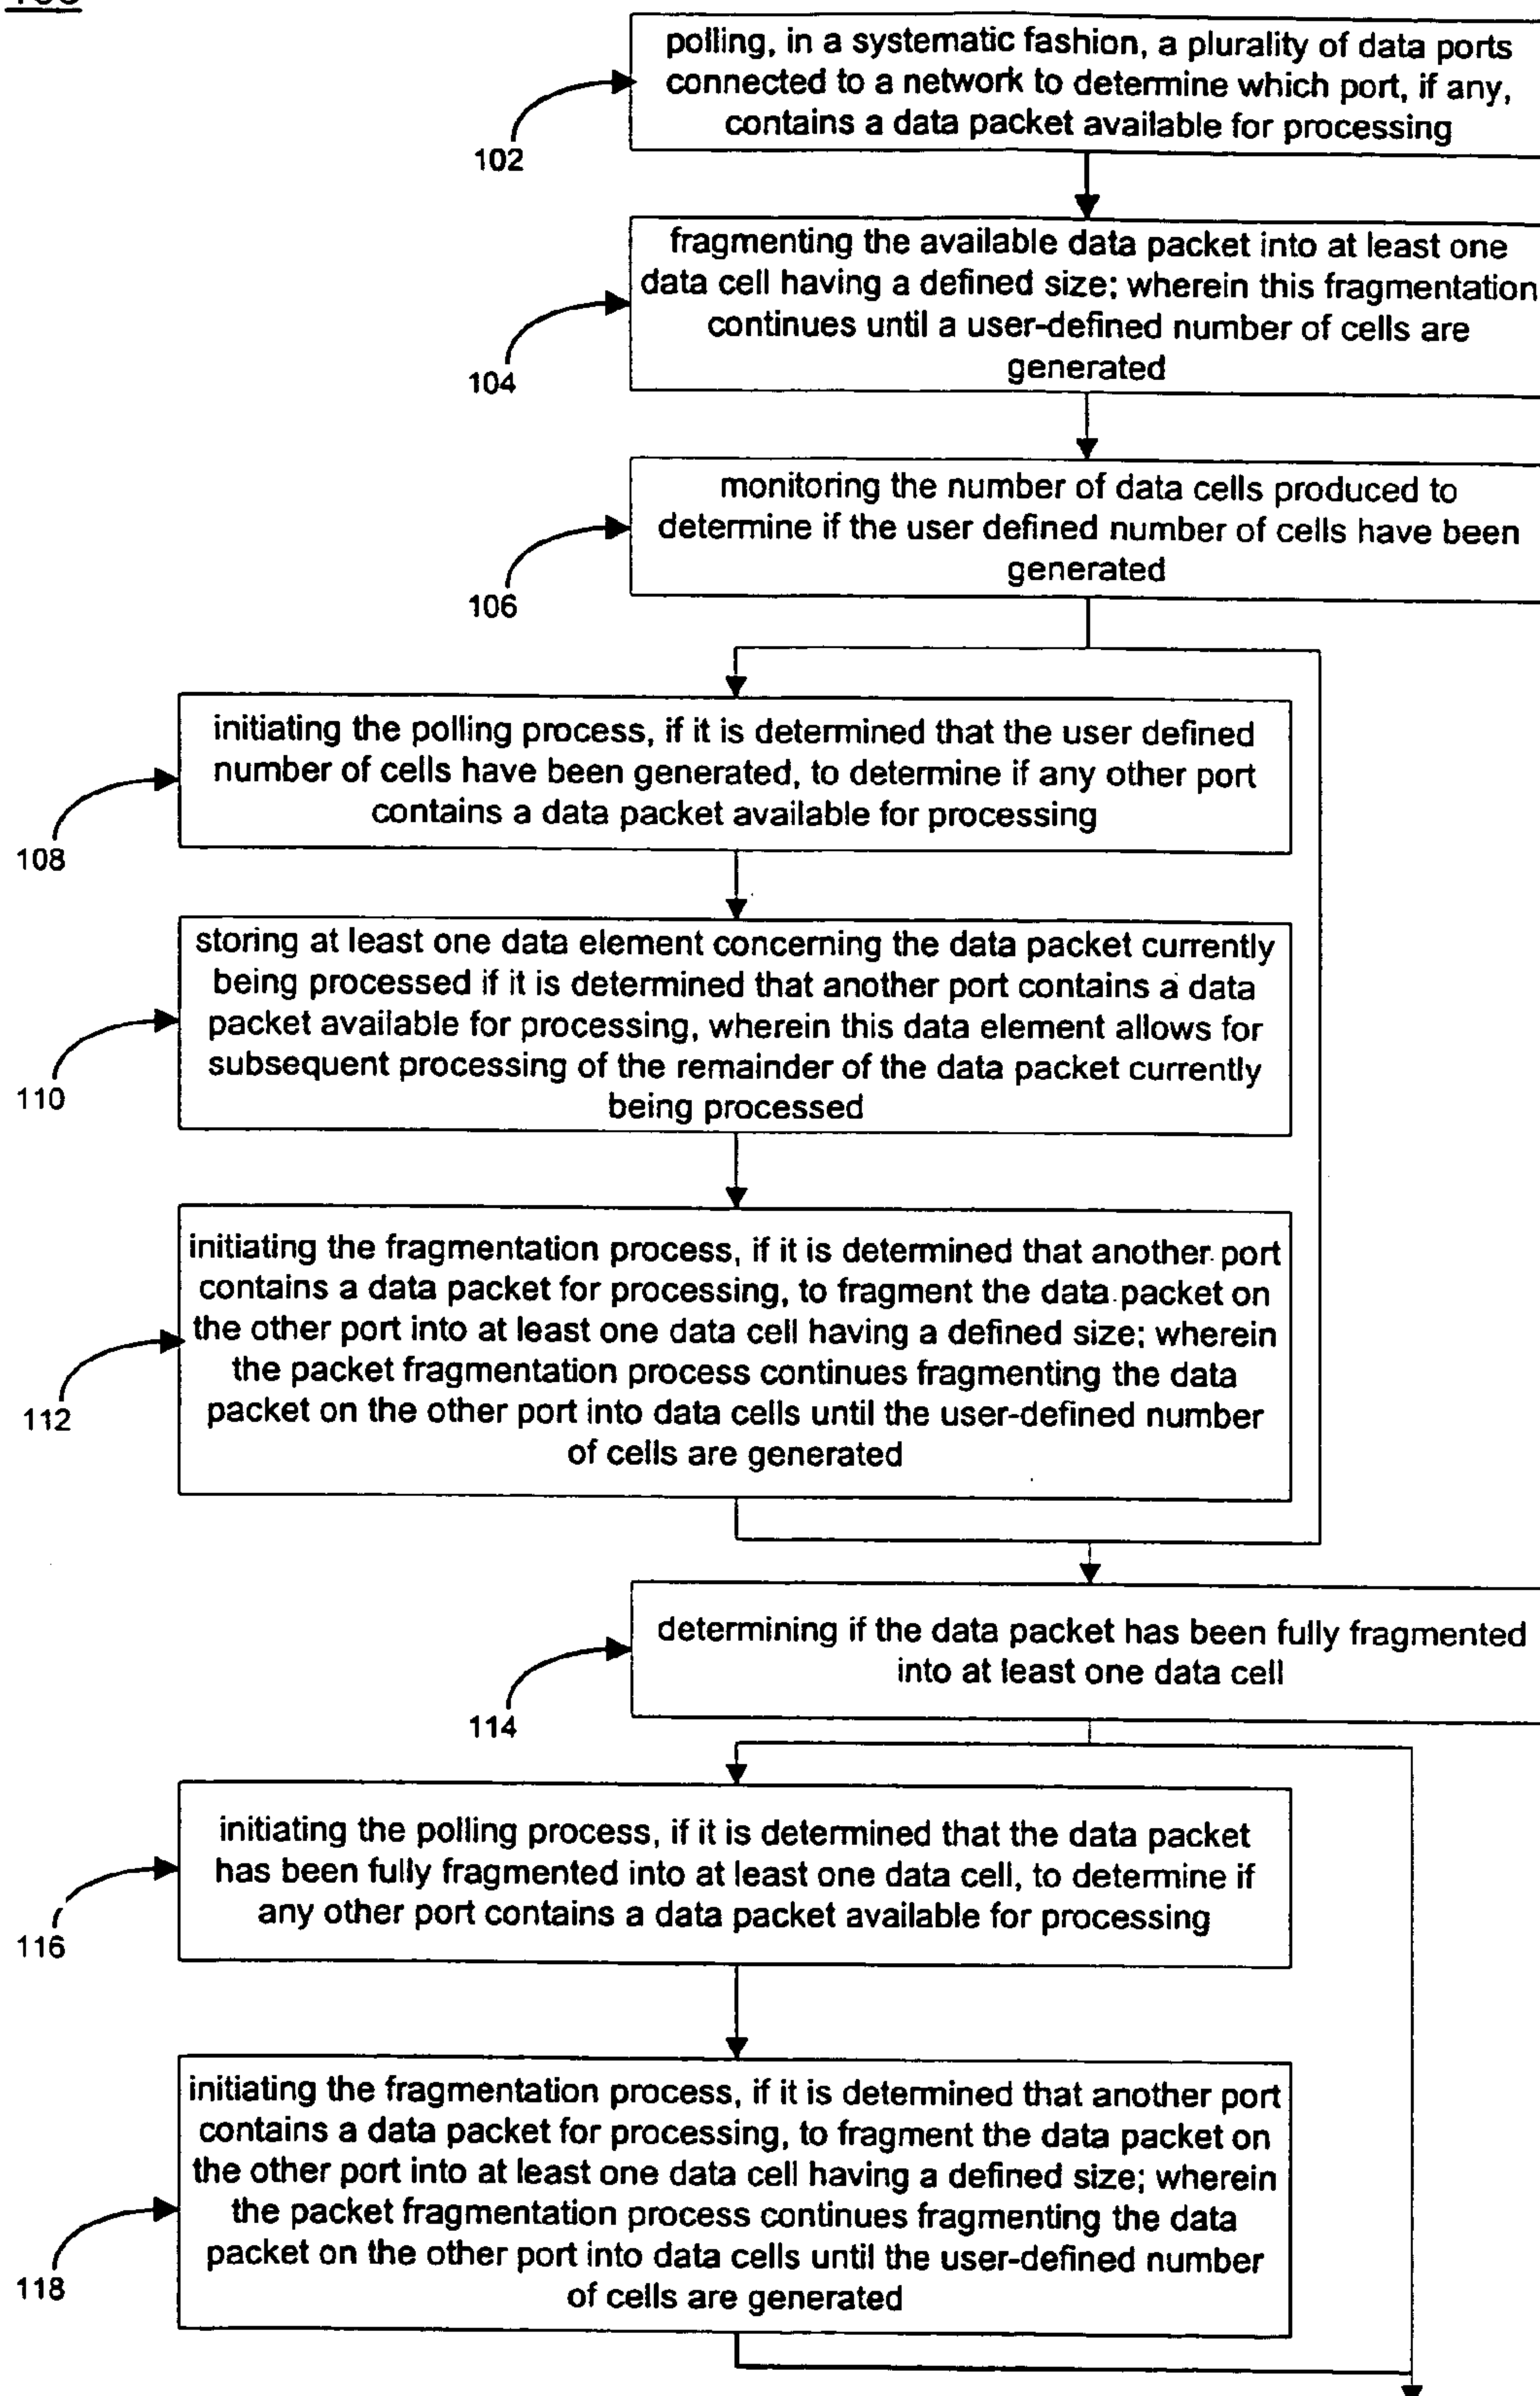 polling, in a systematic fashion, a plurality of data ports
connected to a network to determine which port, if any,
contains a data packet available for processing
102
fragmenting the available data packet into at least one
data cell having a defined size; wherein this fragmentation
continues until a user-defined number of cells are
generated
104
monitoring the number of data cells produced to
determine if the user defined number of cells have been
generated
106
initiating the polling process, if it is determined that the user defined
number of cells have been generated, to determine if any other port
contains a data packet available for processing
108
storing at least one data element concerning the data packet currently
being processed if it is determined that another port contains a data
packet available for processing, wherein this data element allows for
subsequent processing of the remainder of the data packet currently
being processed
110
initiating the fragmentation process, if it is determined that another port
contains a data packet for processing, to fragment the data packet on
the other port into at least one data cell having a defined size; wherein
the packet fragmentation process continues fragmenting the data
packet on the other port into data cells until the user-defined number
of cells are generated
112
determining if the data packet has been fully fragmented
into at least one data cell
114
initiating the polling process, if it is determined that the data packet
has been fully fragmented into at least one data cell, to determine if
any other port contains a data packet available for processing
116
initiating the fragmentation process, if it is determined that another port
contains a data packet for processing, to fragment the data packet on
the other port into at least one data cell having a defined size; wherein
the packet fragmentation process continues fragmenting the data
packet on the other port into data cells until the user-defined number
of cells are generated
118